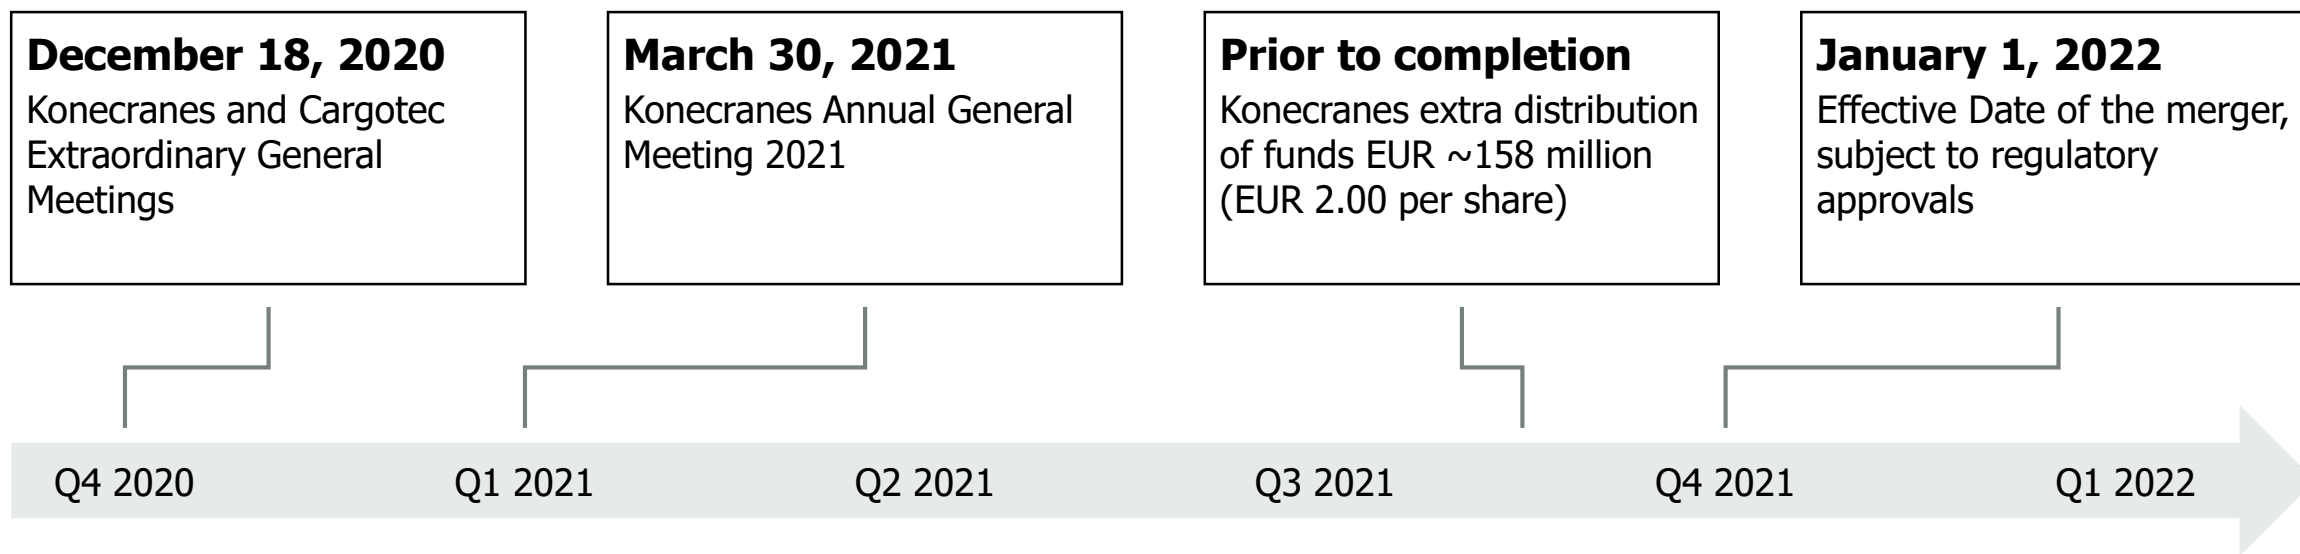 December 18, 2020
Konecranes and Cargotec
Extraordinary General
Meetings
March 30, 2021
Konecranes Annual General
Meeting 2021
Prior to completion
Konecranes extra distribution
of funds EUR ~158 million
(EUR 2.00 per share)
January 1, 2022
Effective Date of the merger,
subject to regulatory
approvals
Q4 2020
Q1 2021
Q2 2021
Q3 2021
Q4 2021
Q1 2022